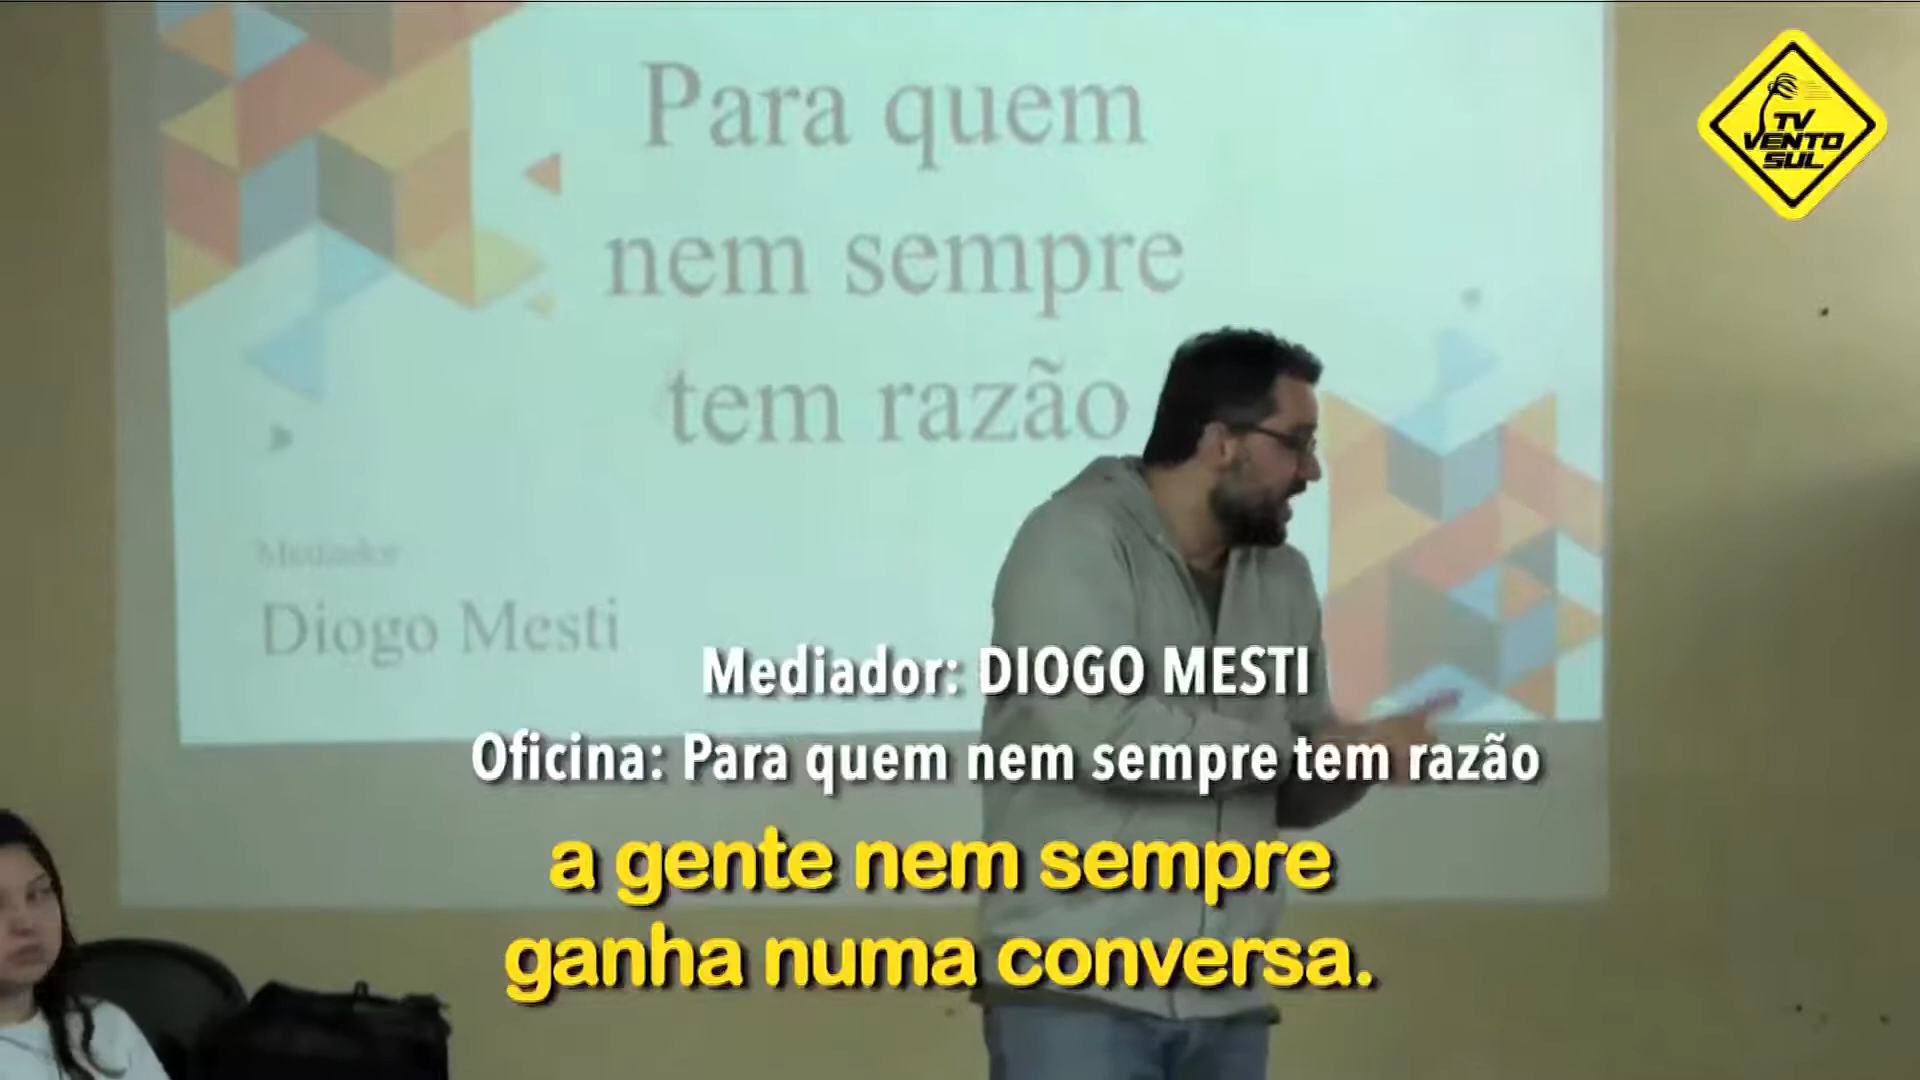 Para quem
nem sempre
tem razão
TV
VENTO
SUL
Mediador
Diogo Mesti
Mediador: DIOGO MESTI
Oficina: Para quem nem sempre tem razão
a gente nem sempre
ganha numa conversa.